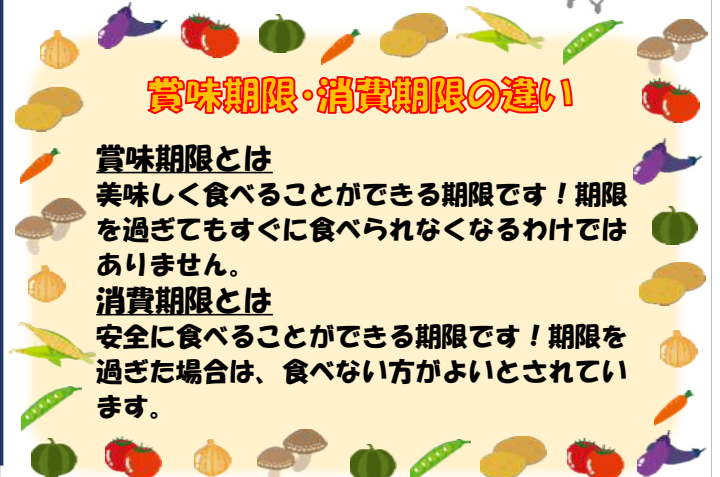 賞味期限・消費期限の違い
賞味期限とは
美味しく食べることができる期限です！期限
を過ぎてもすぐに食べられなくなるわけでは
ありません。
消費期限とは
安全に食べることができる期限です！期限を
過ぎた場合は、食べない方がよいとされてい
ます。